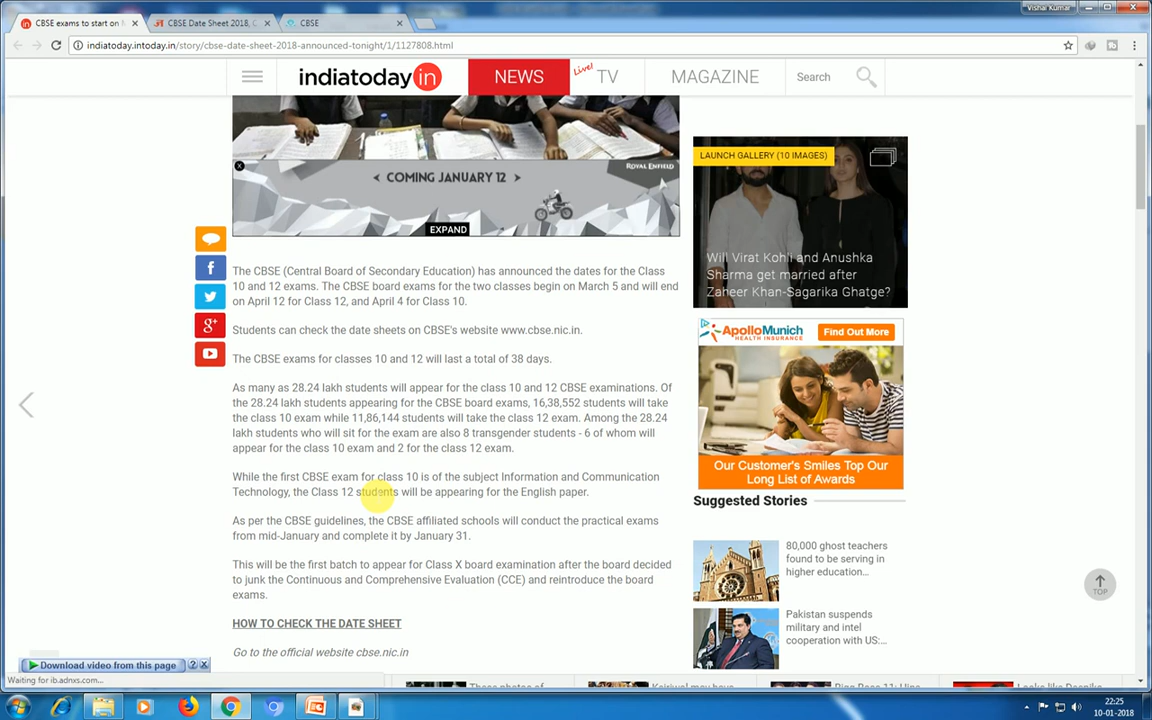 Vishal Kumar
CBSE exams to start on M
CBSE Date Sheet 2018, C
CBSE
indiatoday.intoday.in/story/cbse-date-sheet-2018-announced-tonight/1/1127808.html
indiatoday in
NEWS
Live!
TV
MAGAZINE
Search
ROYAL ENFIELD
COMING JANUARY 12
EXPAND
LAUNCH GALLERY (10 IMAGES)
Will Virat Kohli and Anushka
Sharma get married after
Zaheer Khan-Sagarika Ghatge?
The CBSE (Central Board of Secondary Education) has announced the dates for the Class
10 and 12 exams. The CBSE board exams for the two classes begin on March 5 and will end
on April 12 for Class 12, and April 4 for Class 10.
Students can check the date sheets on CBSE's website www.cbse.nic.in.
The CBSE exams for classes 10 and 12 will last a total of 38 days.
As many as 28.24 lakh students will appear for the class 10 and 12 CBSE examinations. Of
the 28.24 lakh students appearing for the CBSE board exams, 16,38,552 students will take
the class 10 exam while 11,86,144 students will take the class 12 exam. Among the 28.24
lakh students who will sit for the exam are also 8 transgender students - 6 of whom will
appear for the class 10 exam and 2 for the class 12 exam.
While the first CBSE exam for class 10 is of the subject Information and Communication
Technology, the Class 12 students will be appearing for the English paper.
As per the CBSE guidelines, the CBSE affiliated schools will conduct the practical exams
from mid-January and complete it by January 31.
This will be the first batch to appear for Class X board examination after the board decided
to junk the Continuous and Comprehensive Evaluation (CCE) and reintroduce the board
exams.
HOW TO CHECK THE DATE SHEET
Go to the official website cbse.nic.in
ApolloMunich
HEALTH INSURANCE
Find Out More
Our Customer's Smiles Top Our
Long List of Awards
Suggested Stories
80,000 ghost teachers
found to be serving in
higher education...
Pakistan suspends
military and intel
cooperation with US:...
TOP
Download video from this page
Waiting for ib.adnxs.com...
22:25
10-01-2018